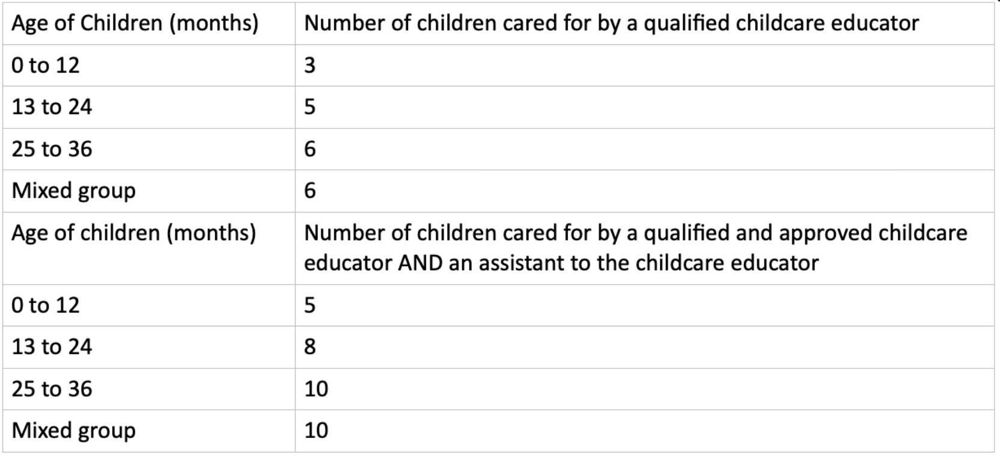 Age of Children (months) Number of children cared for by a qualified childcare educator
0 to 12 3
13 to 24 5
25 to 36 6
Mixed group 6
Age of children (months) Number of children cared for by a qualified and approved childcare
educator AND an assistant to the childcare educator
0 to 12 5
13 to 24 8
25 to 36 10
Mixed group 10